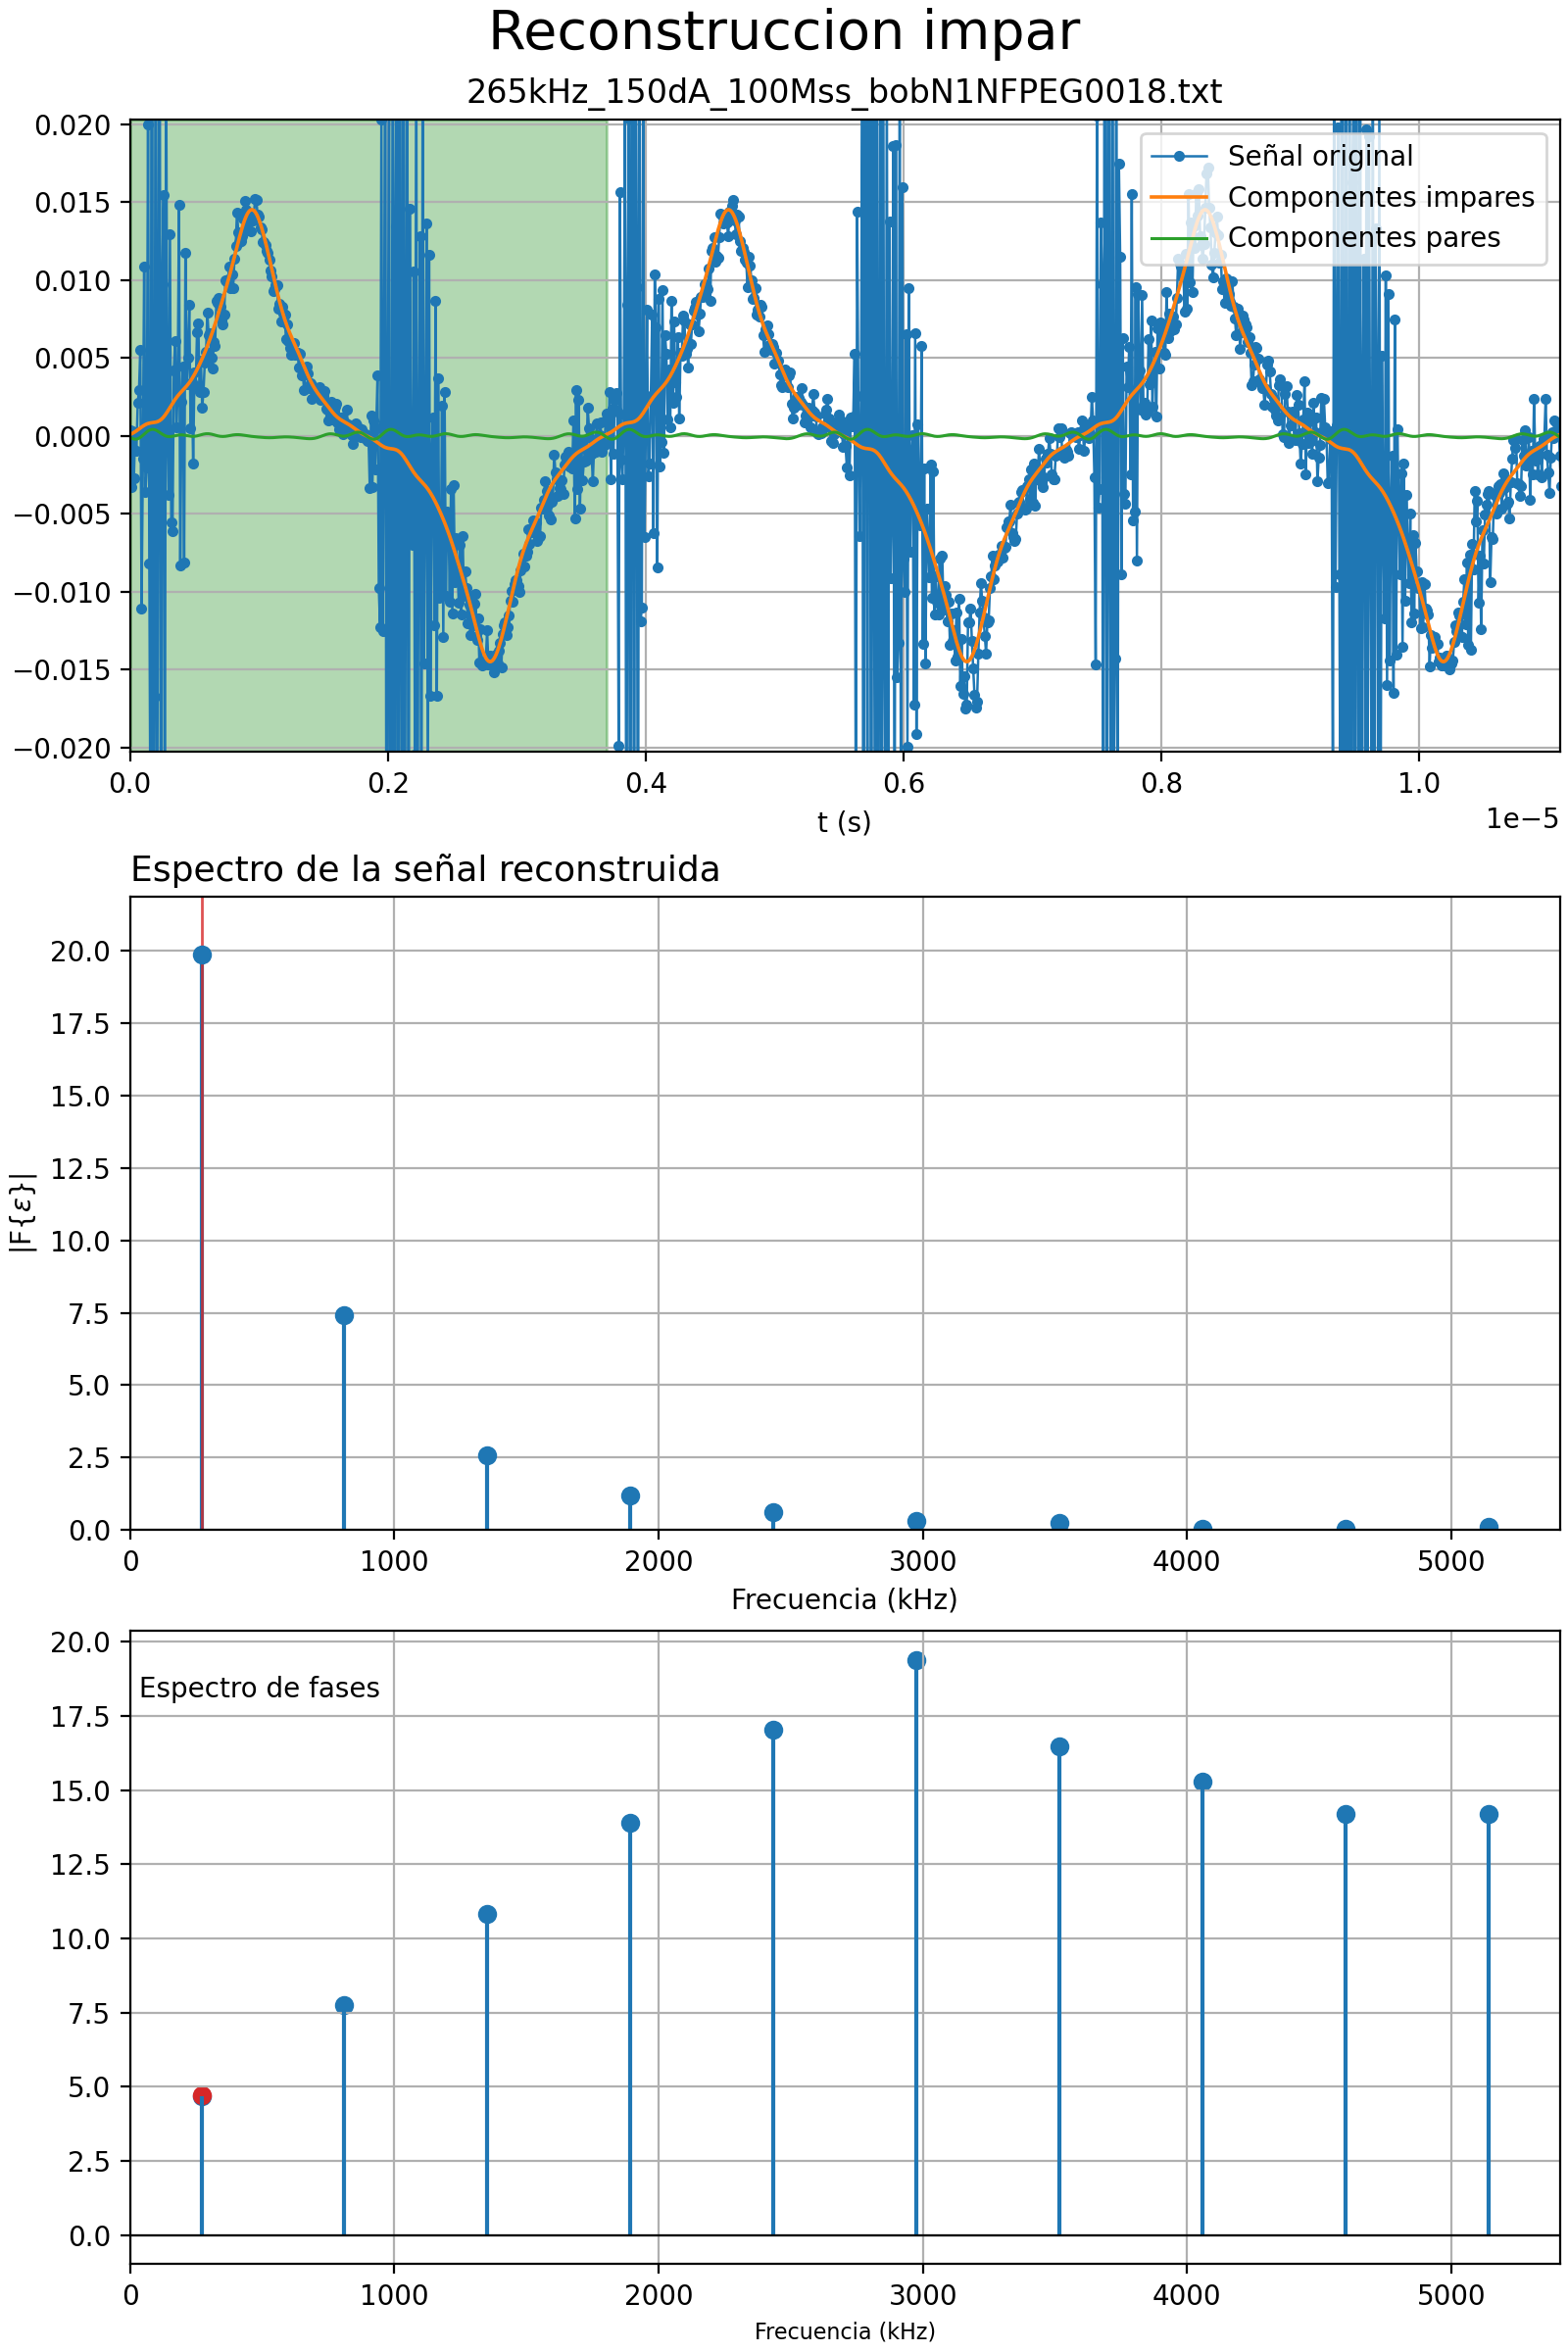 Reconstruccion impar
265kHz_150dA_100Mss_bobN1NFPEG0018.txt
0.020
0.015
0.010
0.005
0.000
−0.005
−0.010
−0.015
−0.020
Señal original
Componentes impares
Componentes pares
0.0 0.2 0.4 0.6 0.8 1.0
1e−5
t (s)
Espectro de la señal reconstruida
20.0
17.5
15.0
12.5
10.0
7.5
5.0
2.5
0.0
|F{ε}|
0 1000 2000 3000 4000 5000
Frecuencia (kHz)
Espectro de fases
20.0
17.5
15.0
12.5
10.0
7.5
5.0
2.5
0.0
0 1000 2000 3000 4000 5000
Frecuencia (kHz)